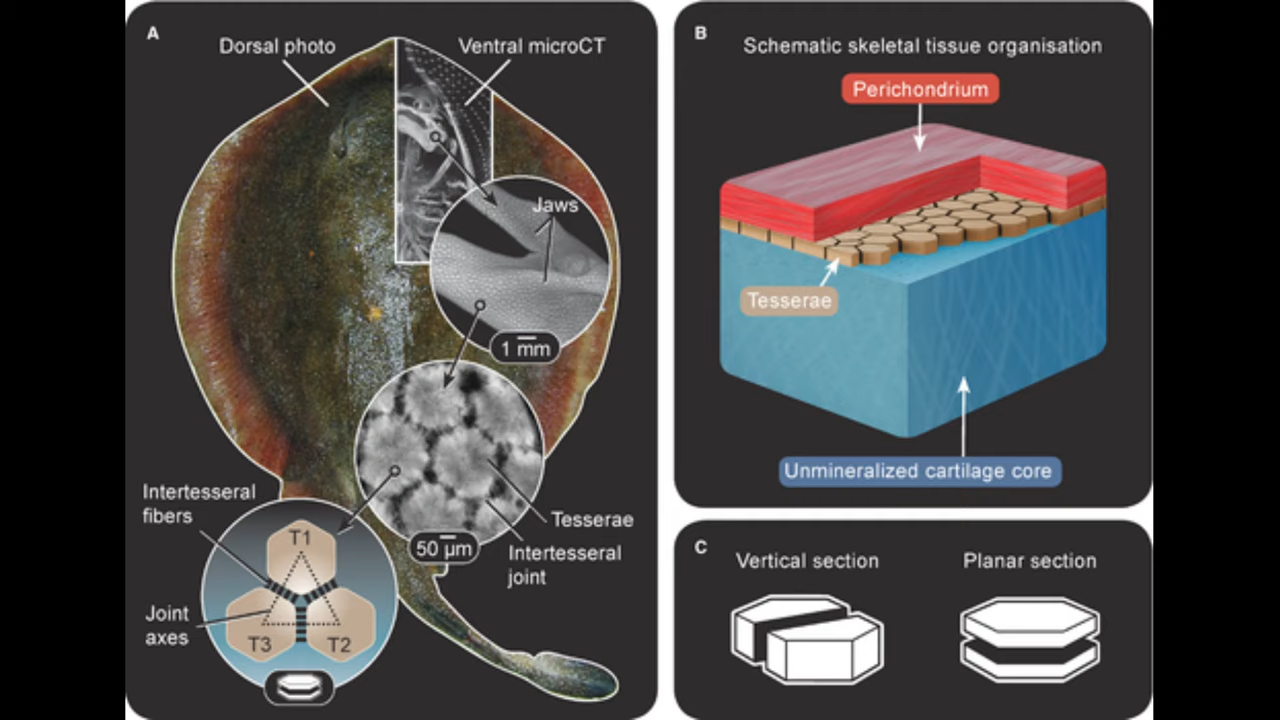 A
Dorsal photo
Ventral microCT
Jaws
1 mm
Intertesseral
fibers
T1
T3
T2
Joint
axes
50 µm
Tesserae
Intertesseral
joint
B
Schematic skeletal tissue organisation
Perichondrium
Tesserae
Unmineralized cartilage core
C
Vertical section
Planar section